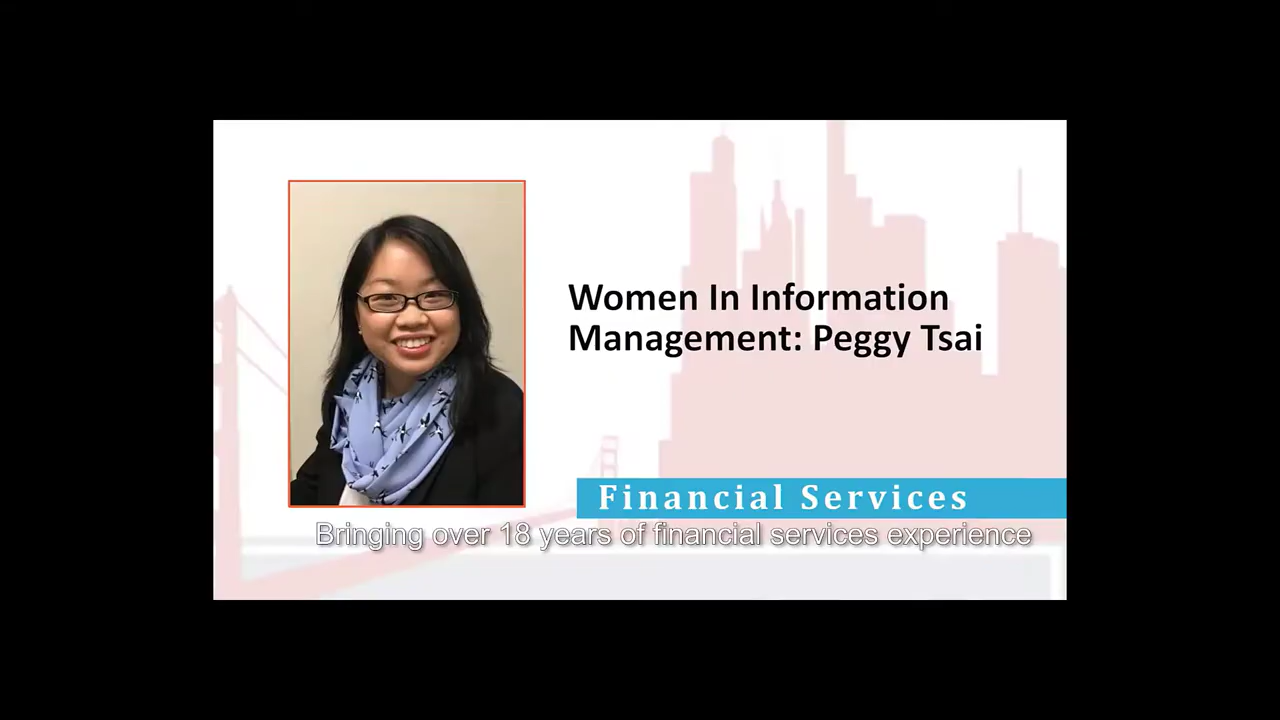 Women In Information
Management: Peggy Tsai
Financial Services
Bringing over 18 years of financial services experience